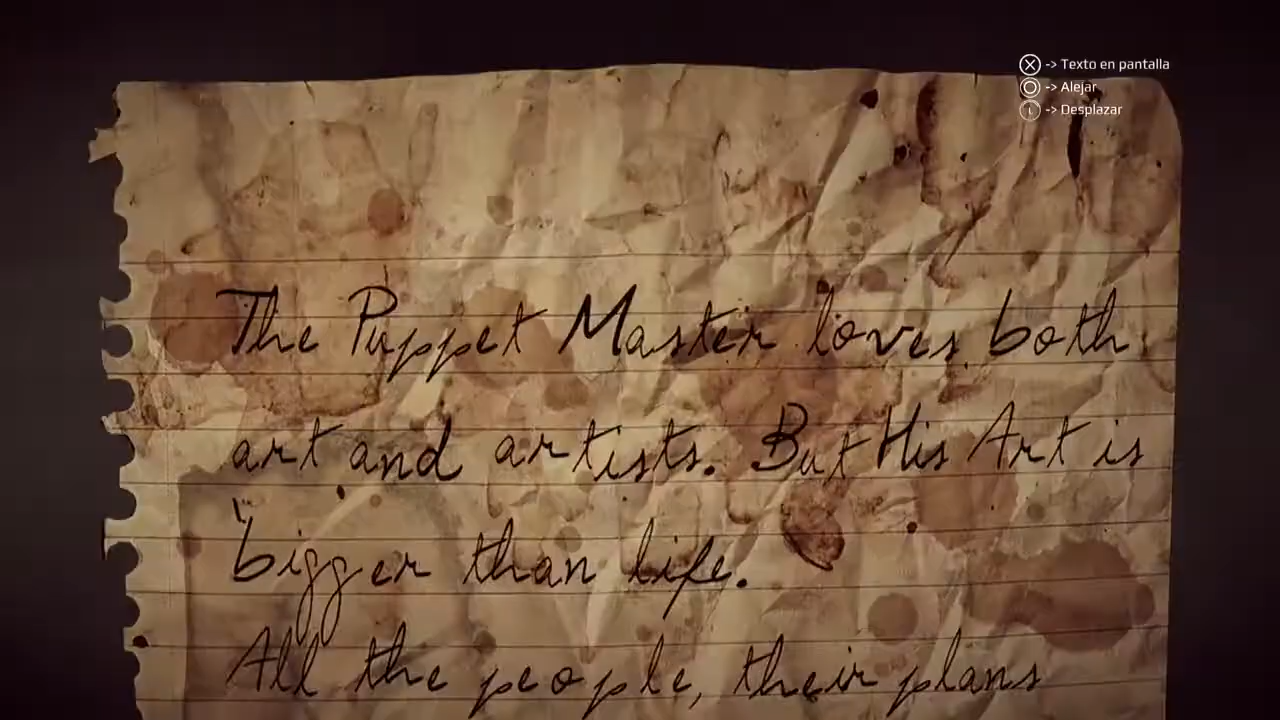 Ⓧ -> Texto en pantalla
◯ -> Alejar
Ⓛ -> Desplazar
The Puppet Master loves both
art and artists. But His Art is
"bigger than life.
All the people, their plans